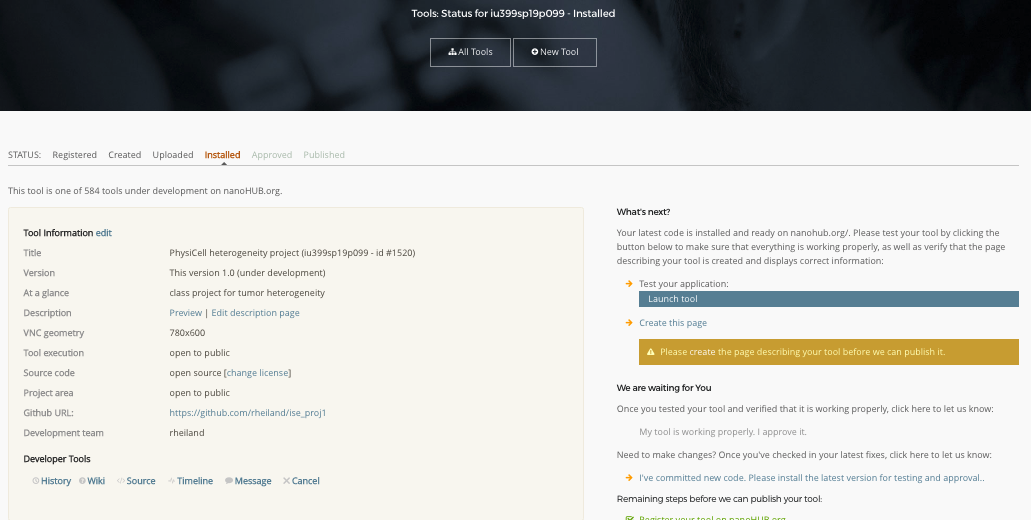 Tools: Status for iu399sp19p099 - Installed
All Tools
New Tool
STATUS: Registered Created Uploaded Installed Approved Published
This tool is one of 584 tools under development on nanoHUB.org.
Tool Information edit
Title PhysiCell heterogeneity project (iu399sp19p099 - id #1520)
Version This version 1.0 (under development)
At a glance class project for tumor heterogeneity
Description Preview | Edit description page
VNC geometry 780x600
Tool execution open to public
Source code open source [change license]
Project area open to public
Github URL: https://github.com/rheiland/ise_proj1
Development team rheiland
Developer Tools
History Wiki Source Timeline Message Cancel
What's next?
Your latest code is installed and ready on nanohub.org/. Please test your tool by clicking the
button below to make sure that everything is working properly, as well as verify that the page
describing your tool is created and displays correct information:
Test your application:
Launch tool
Create this page
Please create the page describing your tool before we can publish it.
We are waiting for You
Once you tested your tool and verified that it is working properly, click here to let us know:
My tool is working properly. I approve it.
Need to make changes? Once you've checked in your latest fixes, click here to let us know:
I've committed new code. Please install the latest version for testing and approval..
Remaining steps before we can publish your tool:
Register your tool on nanoHUB.org